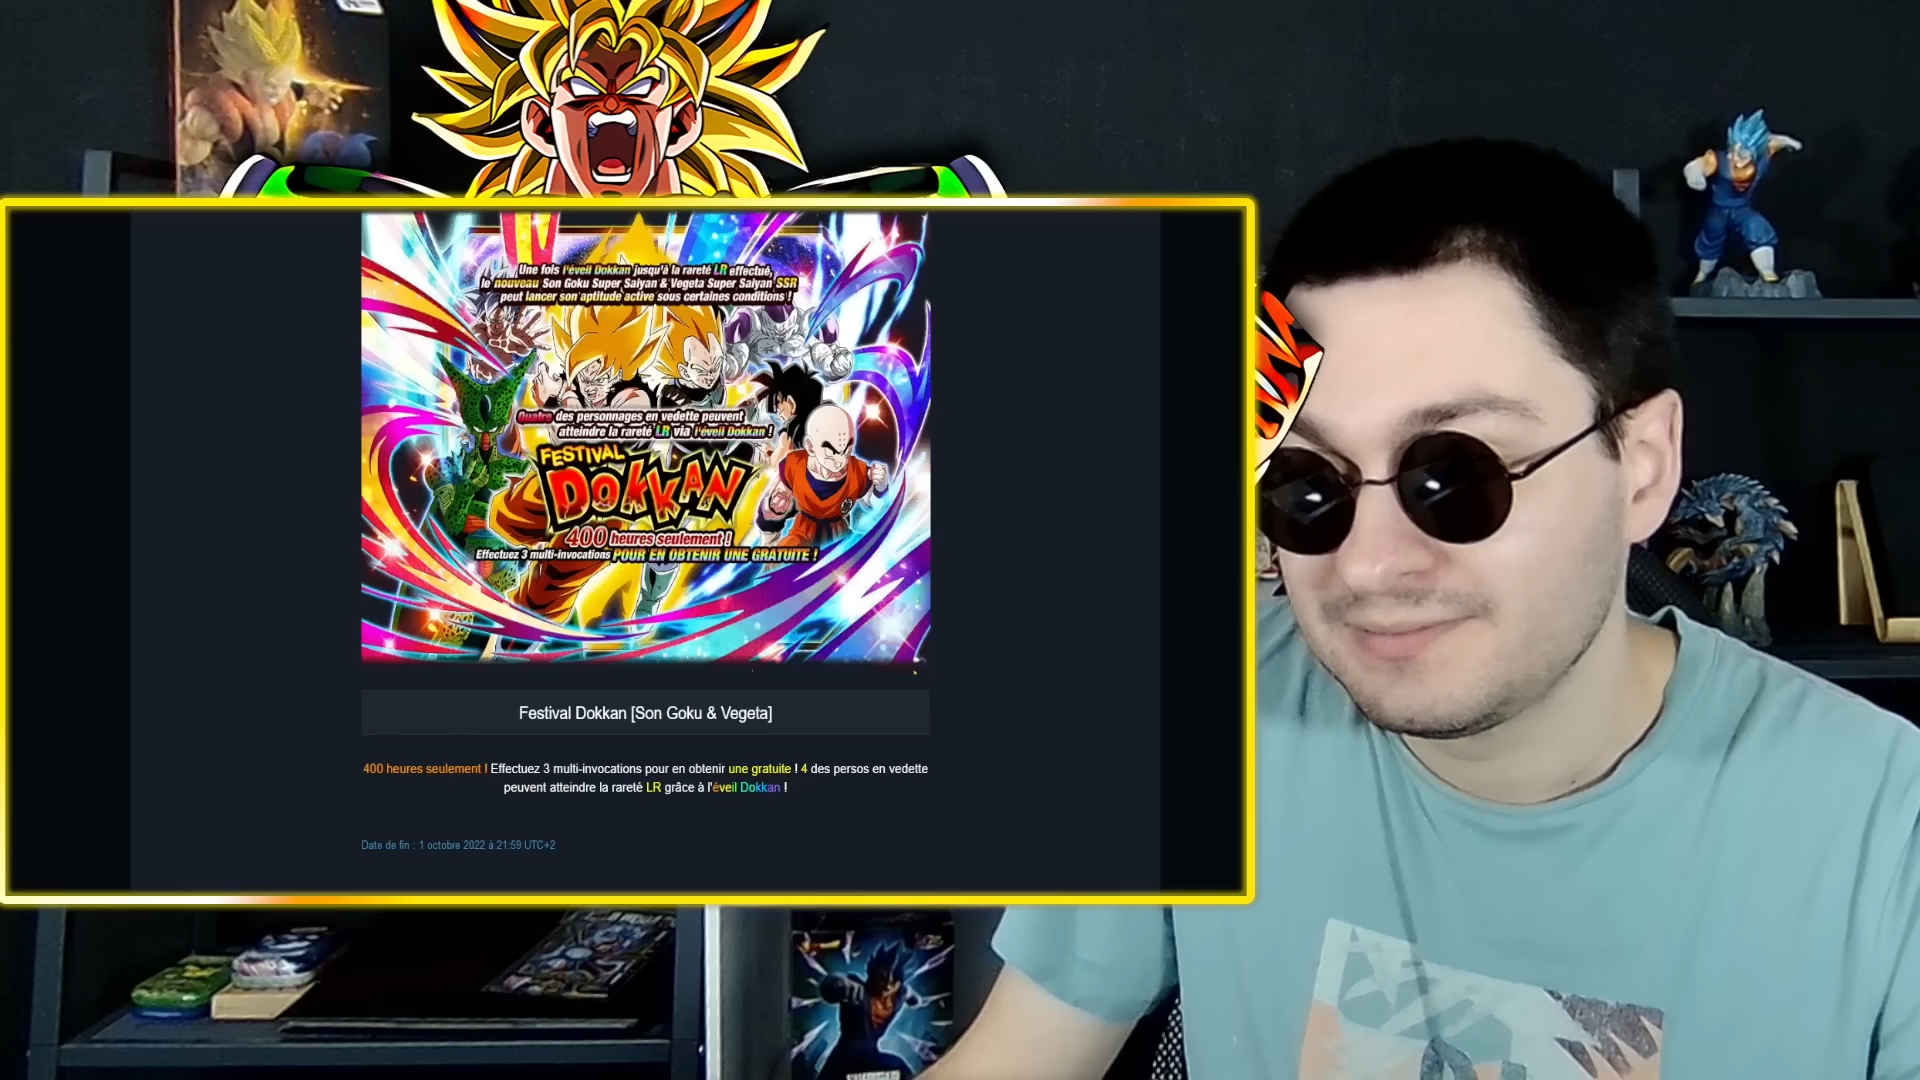 Une fois l'éveil Dokkan jusqu'à la rareté LR effectué,
le nouveau Son Goku Super Saiyan & Vegeta Super Saiyan SSR
peut lancer son aptitude active sous certaines conditions !
Quatre des personnages en vedette peuvent
atteindre la rareté LR via l'éveil Dokkan !
FESTIVAL
DOKKAN
400 heures seulement !
Effectuez 3 multi-invocations POUR EN OBTENIR UNE GRATUITE !
Festival Dokkan [Son Goku & Vegeta]
400 heures seulement ! Effectuez 3 multi-invocations pour en obtenir une gratuite ! 4 des persos en vedette
peuvent atteindre la rareté LR grâce à l'éveil Dokkan !
Date de fin : 1 octobre 2022 à 21:59 UTC+2